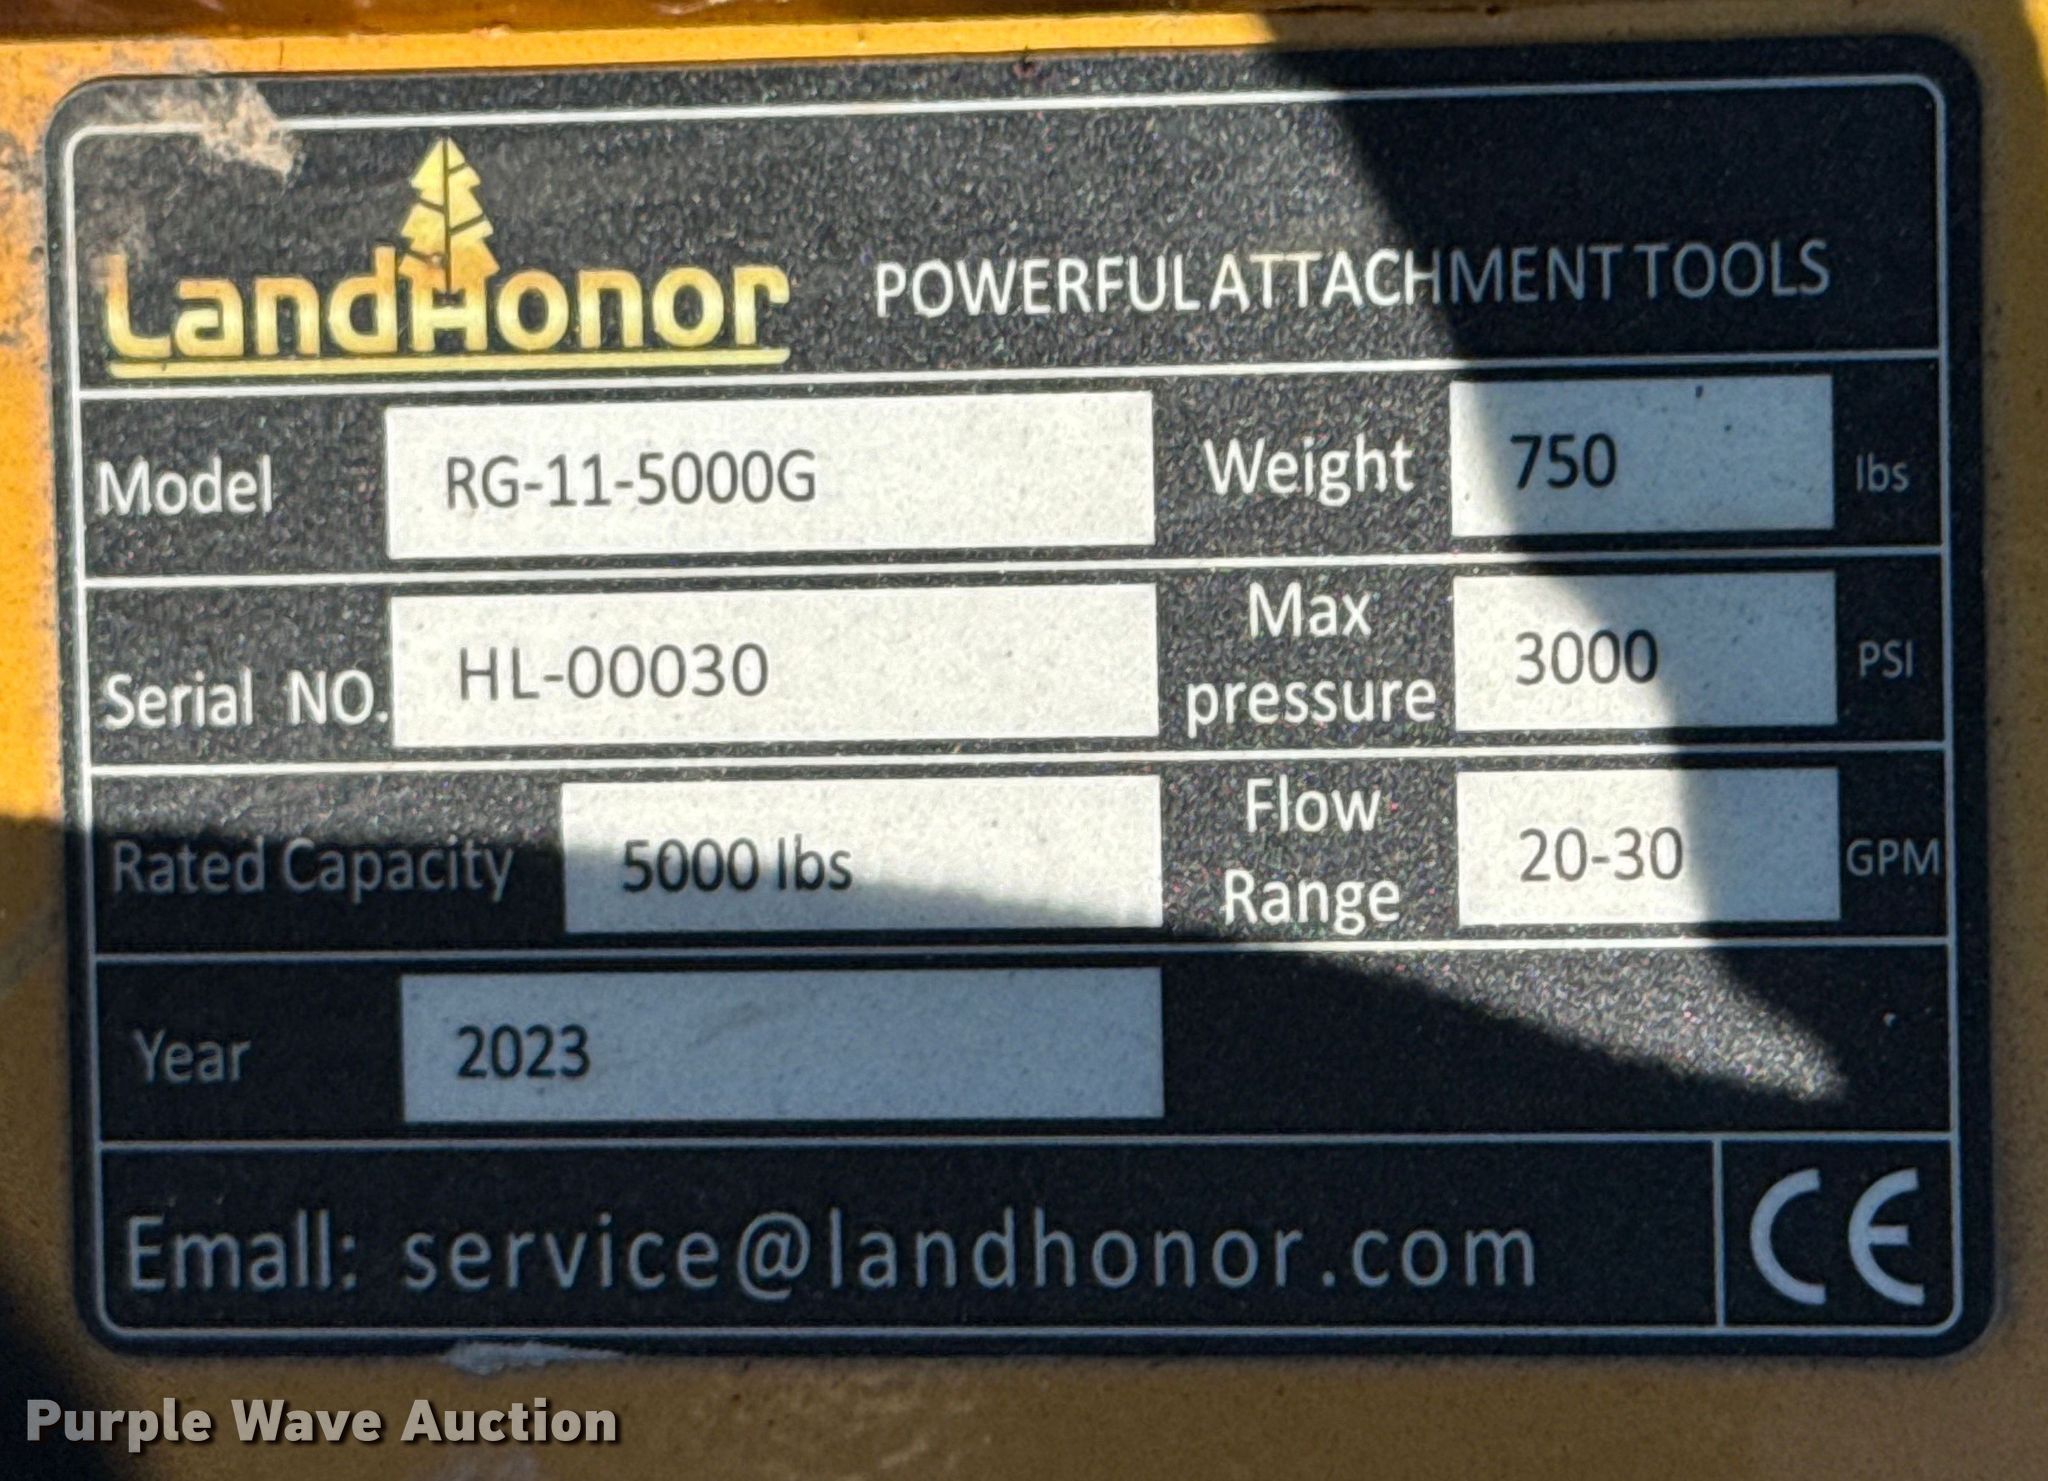 LandHonor POWERFUL ATTACHMENT TOOLS
Model RG-11-5000G Weight 750 lbs
Serial NO. HL-00030 Max pressure 3000 PSI
Rated Capacity 5000 lbs Flow Range 20-30 GPM
Year 2023
Emall: service@landhonor.com CE
Purple Wave Auction